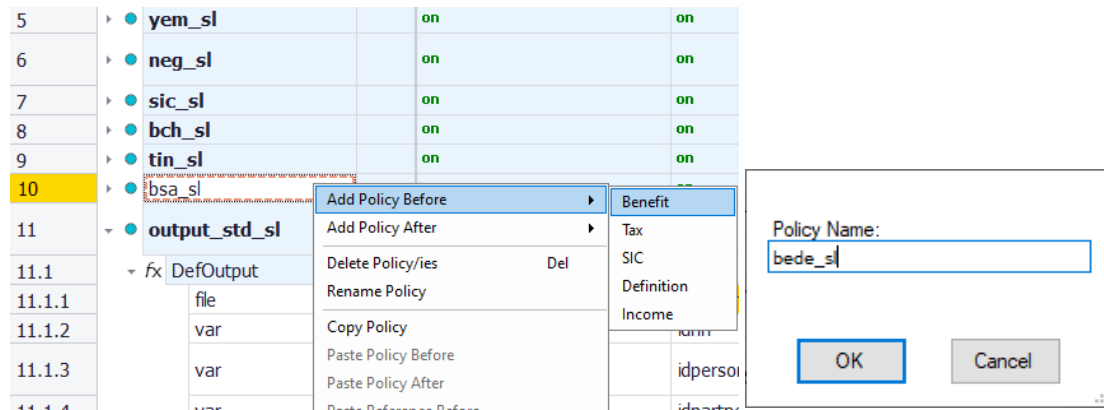 5 yem_sl on on
6 neg_sl on on
7 sic_sl on on
8 bch_sl on on
9 tin_sl on on
10 bsa_sl
11 output_std_sl
11.1 fx DefOutput
11.1.1 file
11.1.2 var
11.1.3 var idperson
Add Policy Before
Add Policy After
Delete Policy/ies Del
Rename Policy
Copy Policy
Paste Policy Before
Paste Policy After
Benefit
Tax
SIC
Definition
Income
Policy Name:
bede_sl
OK Cancel